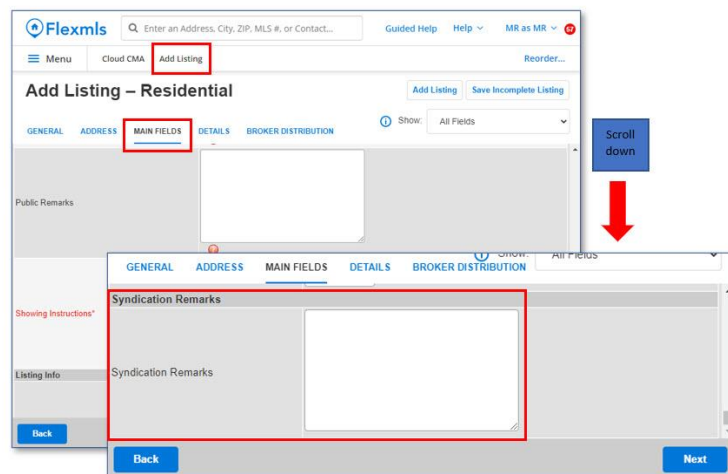 Flexmls
Enter an Address, City, ZIP, MLS #, or Contact...
Guided Help Help MR as MR 57
Menu Cloud CMA Add Listing Reorder...
Add Listing – Residential
Add Listing Save Incomplete Listing
Show: All Fields
GENERAL ADDRESS MAIN FIELDS DETAILS BROKER DISTRIBUTION
Scroll
down
Public Remarks
Showing Instructions*
Listing Info
Back
Show: All Fields
GENERAL ADDRESS MAIN FIELDS DETAILS BROKER DISTRIBUTION
Syndication Remarks
Syndication Remarks
Back Next